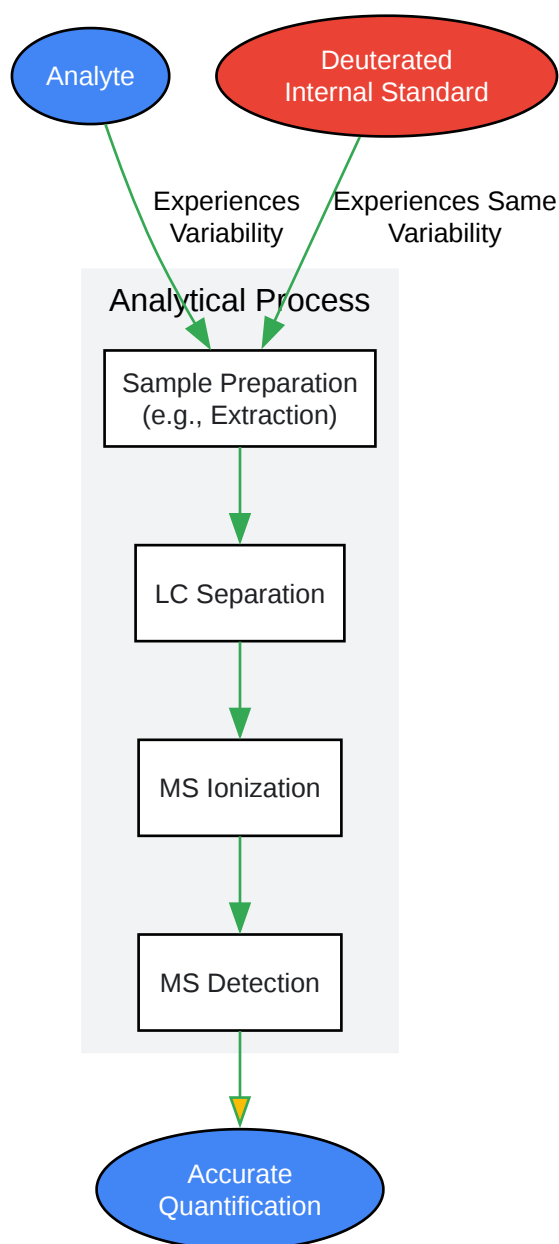 Analyte
Deuterated
Internal Standard
Experiences
Variability
Experiences Same
Variability
Analytical Process
Sample Preparation
(e.g., Extraction)
LC Separation
MS Ionization
MS Detection
Accurate
Quantification